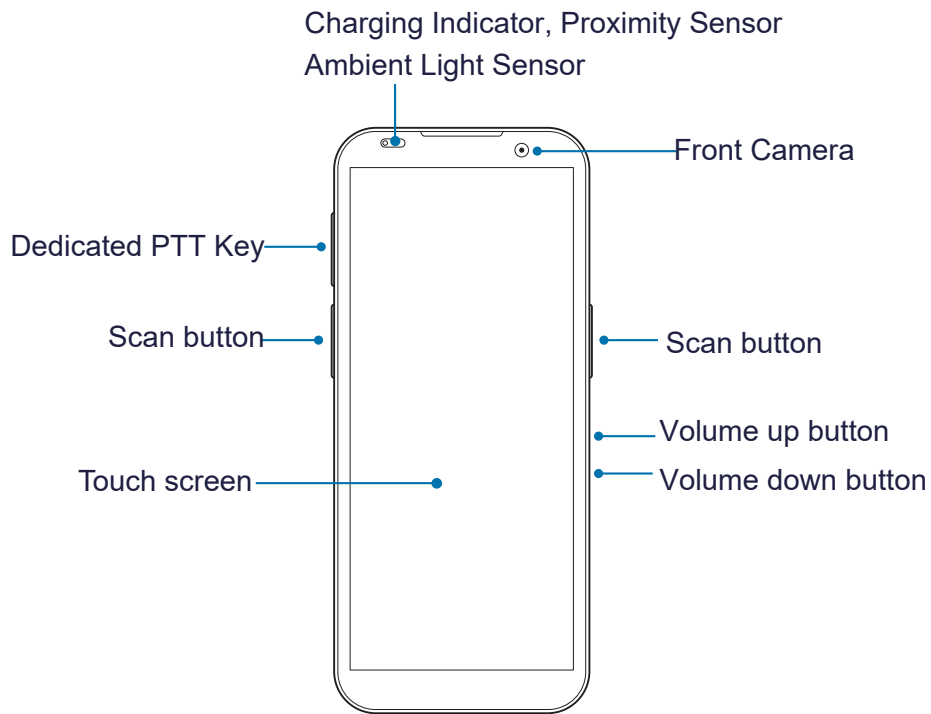 Charging Indicator, Proximity Sensor
Ambient Light Sensor
Front Camera
Dedicated PTT Key
Scan button
Scan button
Volume up button
Touch screen
Volume down button